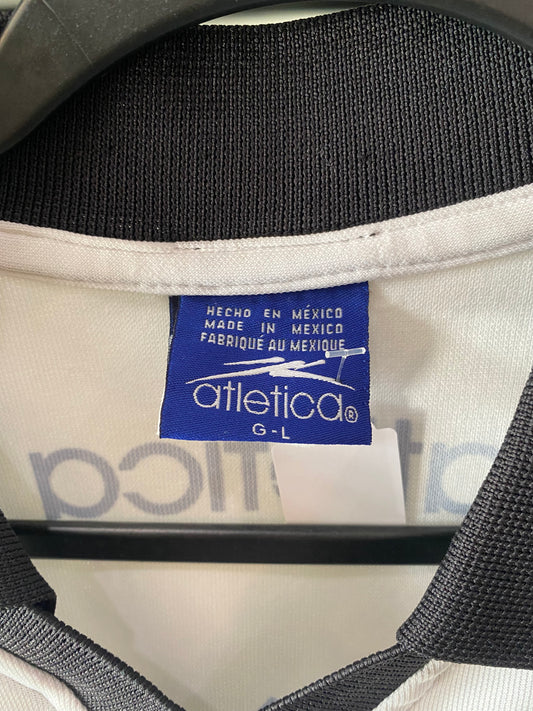 HECHO EN MÉXICO
MADE IN MEXICO
FABRIQUÉ AU MEXIQUE
atletica®
G-L